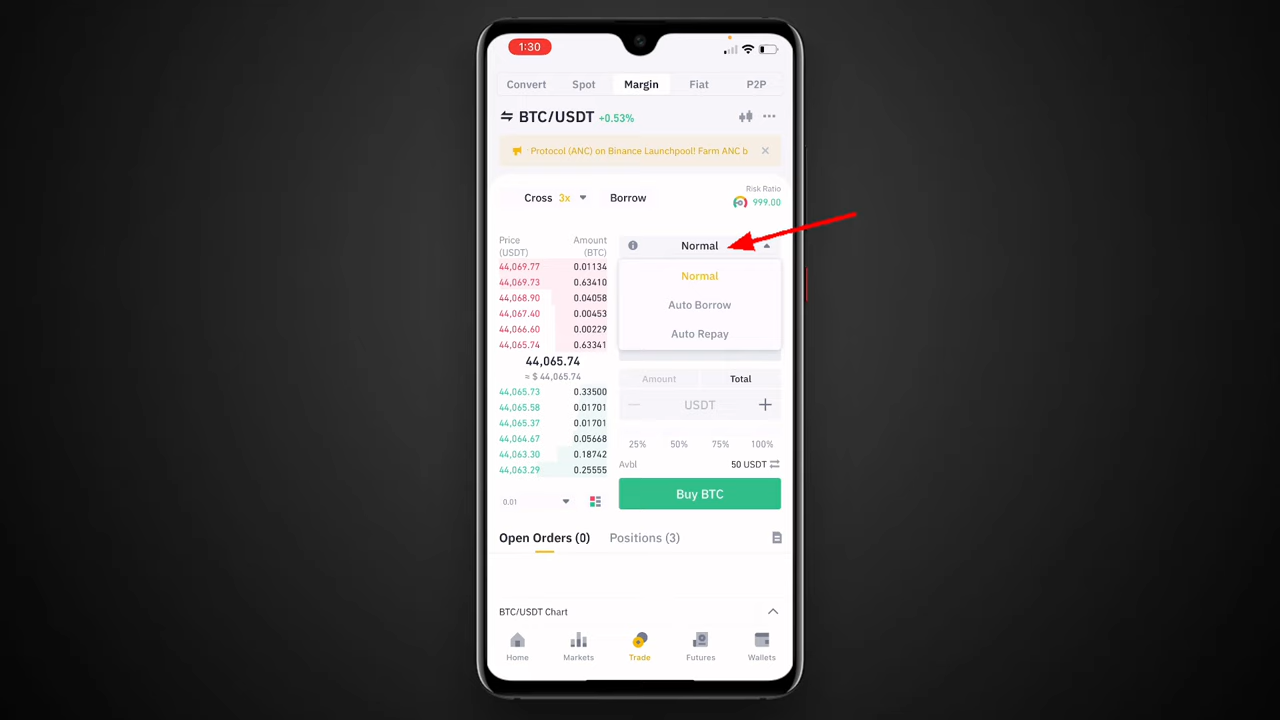 1:30
Convert Spot Margin Fiat P2P
BTC/USDT +0.53%
Protocol (ANC) on Binance Launchpool! Farm ANC b
Cross 3x Borrow
Risk Ratio
999.00
Price (USDT)
Amount (BTC)
44,069.77 0.01134
44,069.73 0.63410
44,068.90 0.04058
44,067.40 0.00453
44,066.60 0.00229
44,065.74 0.63341
44,065.74
≈ $ 44,065.74
44,065.73 0.33500
44,065.58 0.01701
44,065.37 0.01701
44,064.67 0.05668
44,063.30 0.18742
44,063.29 0.25555
0.01
Normal
Normal
Auto Borrow
Auto Repay
Amount Total
USDT
25% 50% 75% 100%
Avbl 50 USDT
Buy BTC
Open Orders (0) Positions (3)
BTC/USDT Chart
Home Markets Trade Futures Wallets